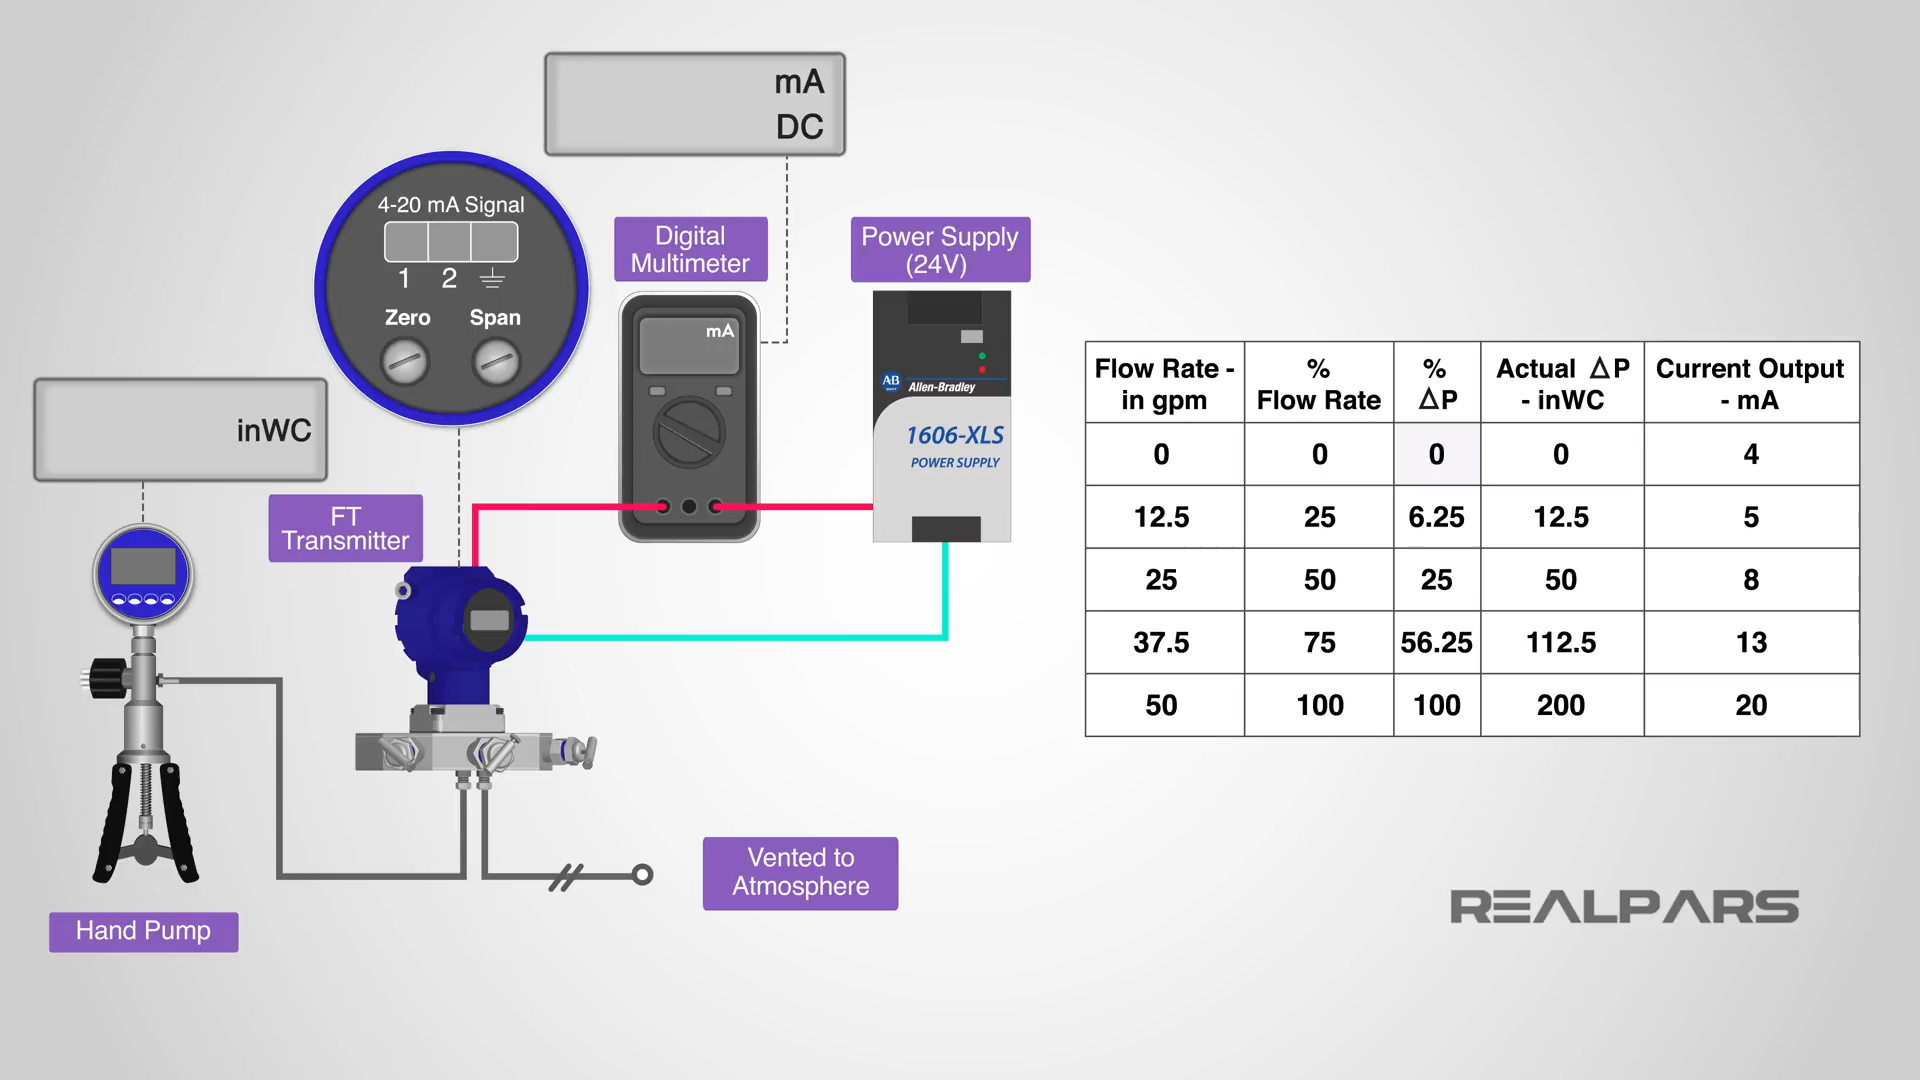 mA
DC
4-20 mA Signal
1 2
Zero Span
Digital
Multimeter
Power Supply
(24V)
mA
AB Allen-Bradley
1606-XLS
POWER SUPPLY
inWC
FT
Transmitter
Hand Pump
Vented to
Atmosphere
Flow Rate - % % Actual ΔP Current Output
in gpm Flow Rate ΔP - inWC - mA
0 0 0 0 4
12.5 25 6.25 12.5 5
25 50 25 50 8
37.5 75 56.25 112.5 13
50 100 100 200 20
REALPARS